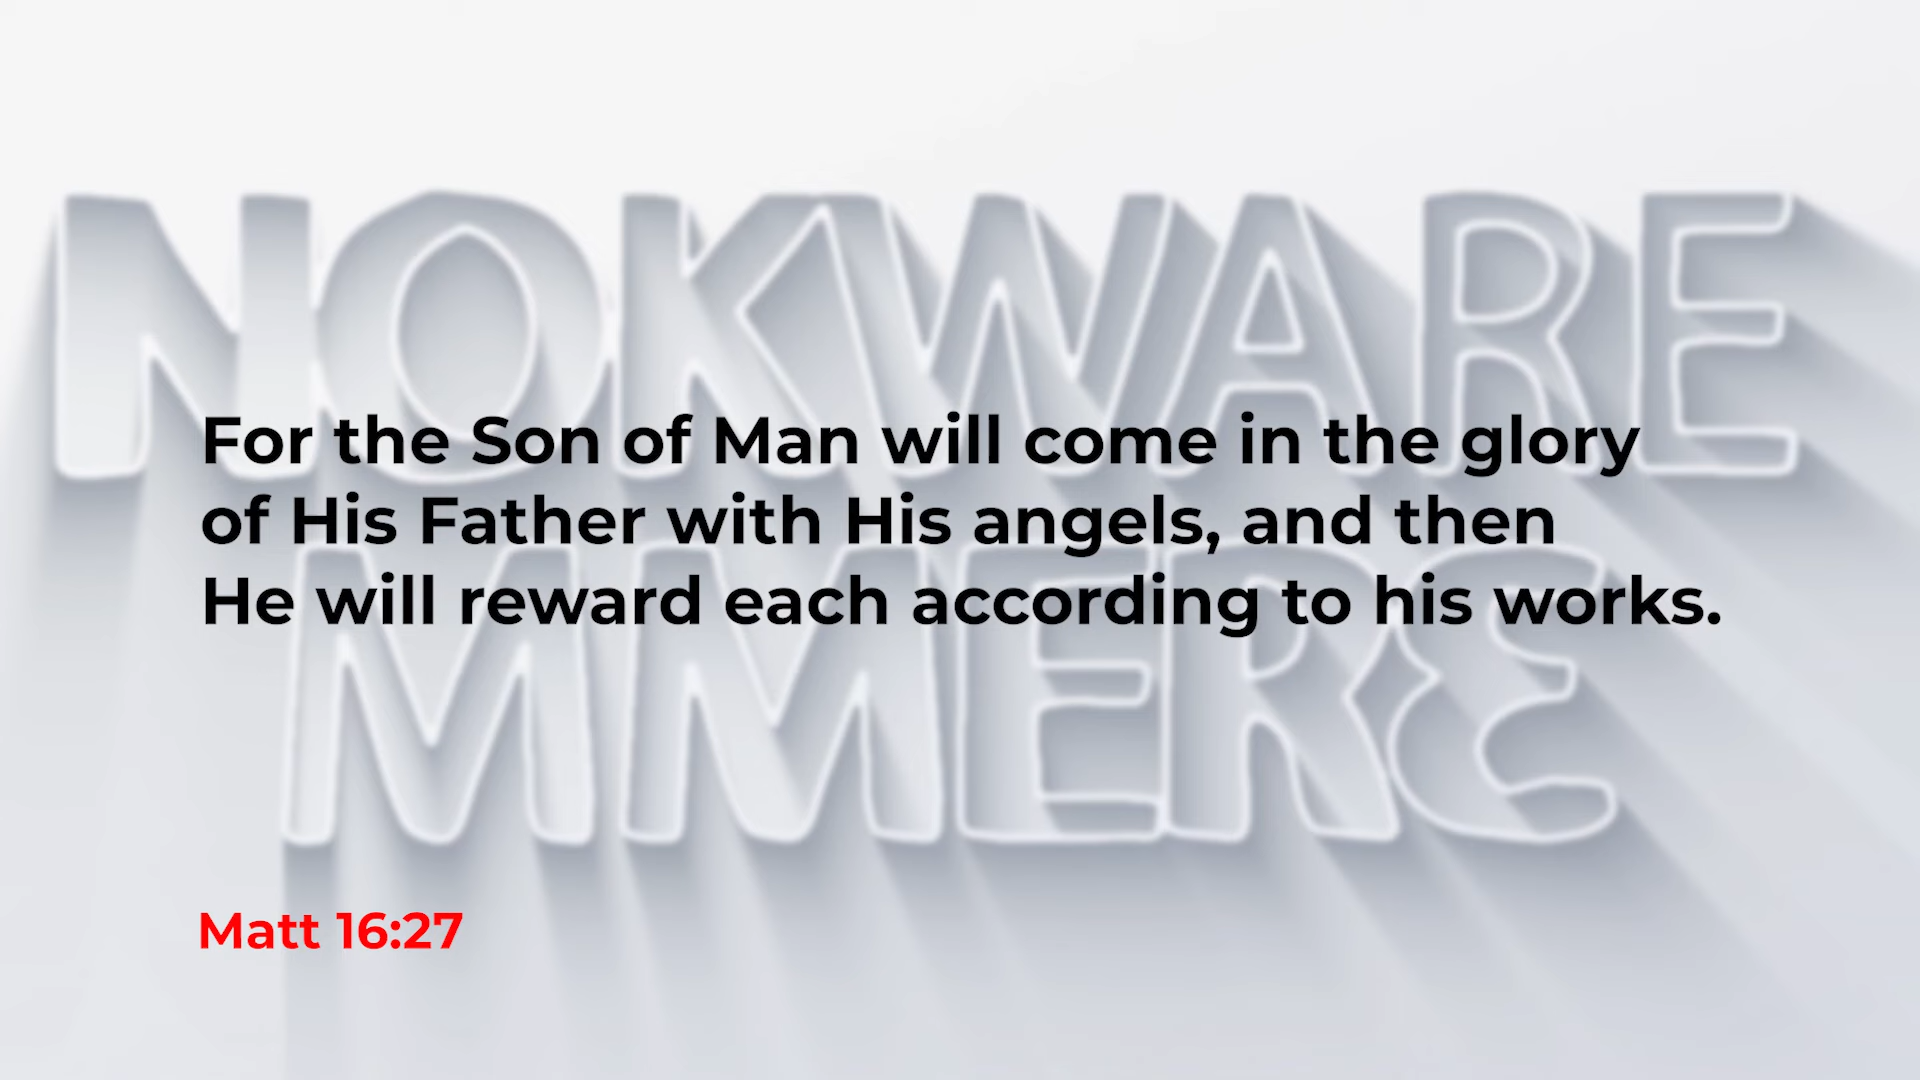 NOKWARE
MMERƐ
For the Son of Man will come in the glory
of His Father with His angels, and then
He will reward each according to his works.
Matt 16:27